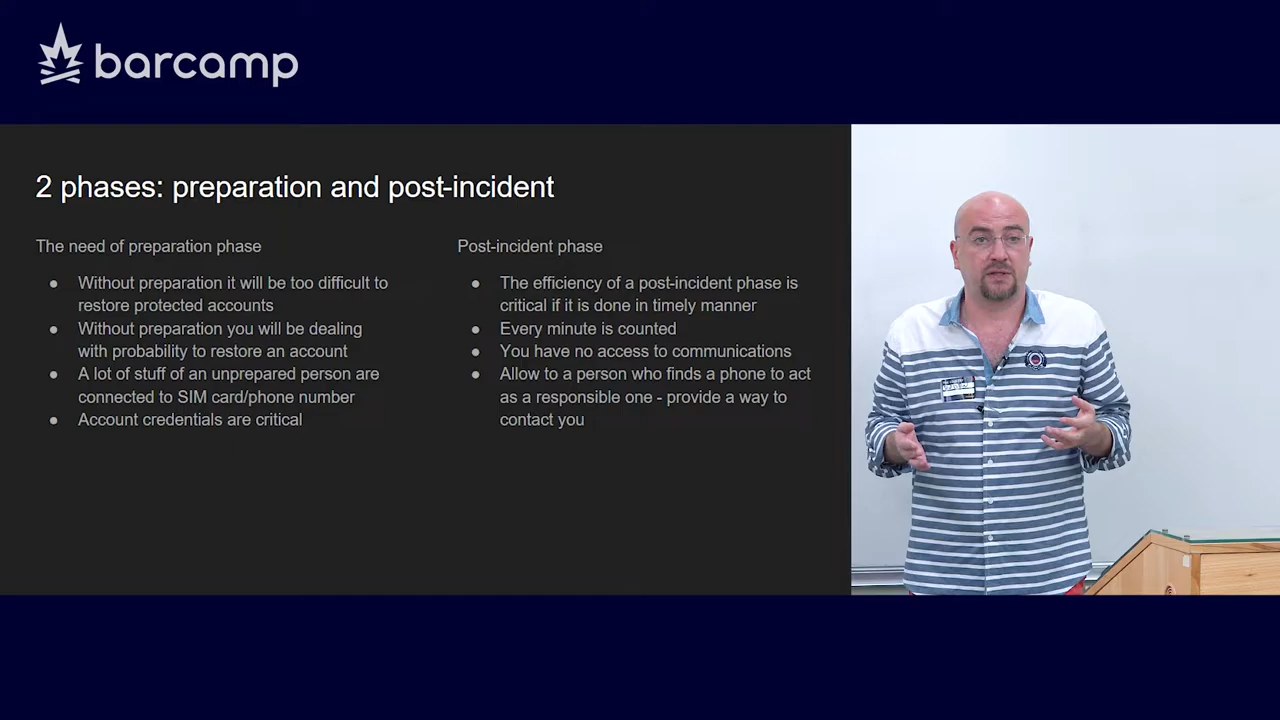 barcamp
2 phases: preparation and post-incident
The need of preparation phase
Without preparation it will be too difficult to
restore protected accounts
Without preparation you will be dealing
with probability to restore an account
A lot of stuff of an unprepared person are
connected to SIM card/phone number
Account credentials are critical
Post-incident phase
The efficiency of a post-incident phase is
critical if it is done in timely manner
Every minute is counted
You have no access to communications
Allow to a person who finds a phone to act
as a responsible one - provide a way to
contact you